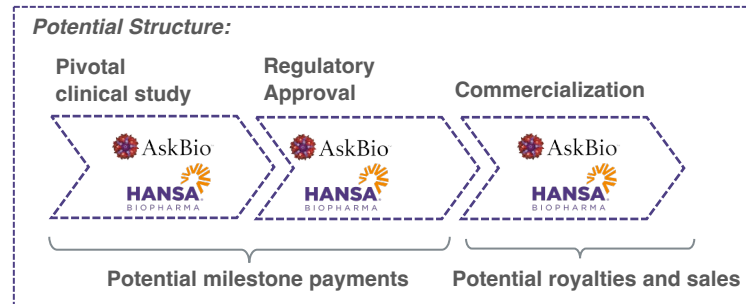 Potential Structure:
Pivotal
clinical study
Regulatory
Approval
Commercialization
AskBio
AskBio
AskBio
HANSA
BIOPHARMA
HANSA
BIOPHARMA
HANSA
BIOPHARMA
Potential milestone payments
Potential royalties and sales